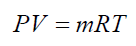 PV = mRT